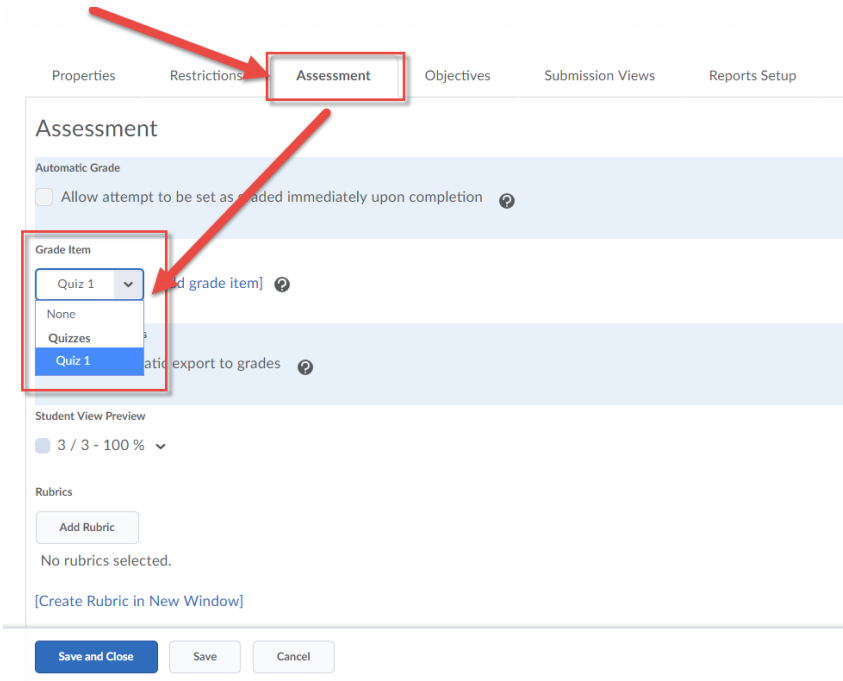 Properties Restrictions Assessment Objectives Submission Views Reports Setup
Assessment
Automatic Grade
Allow attempt to be set as graded immediately upon completion
Grade Item
Quiz 1 grade item]
None
Quizzes
Quiz 1
export to grades
Student View Preview
3 / 3 - 100 %
Rubrics
Add Rubric
No rubrics selected.
[Create Rubric in New Window]
Save and Close Save Cancel